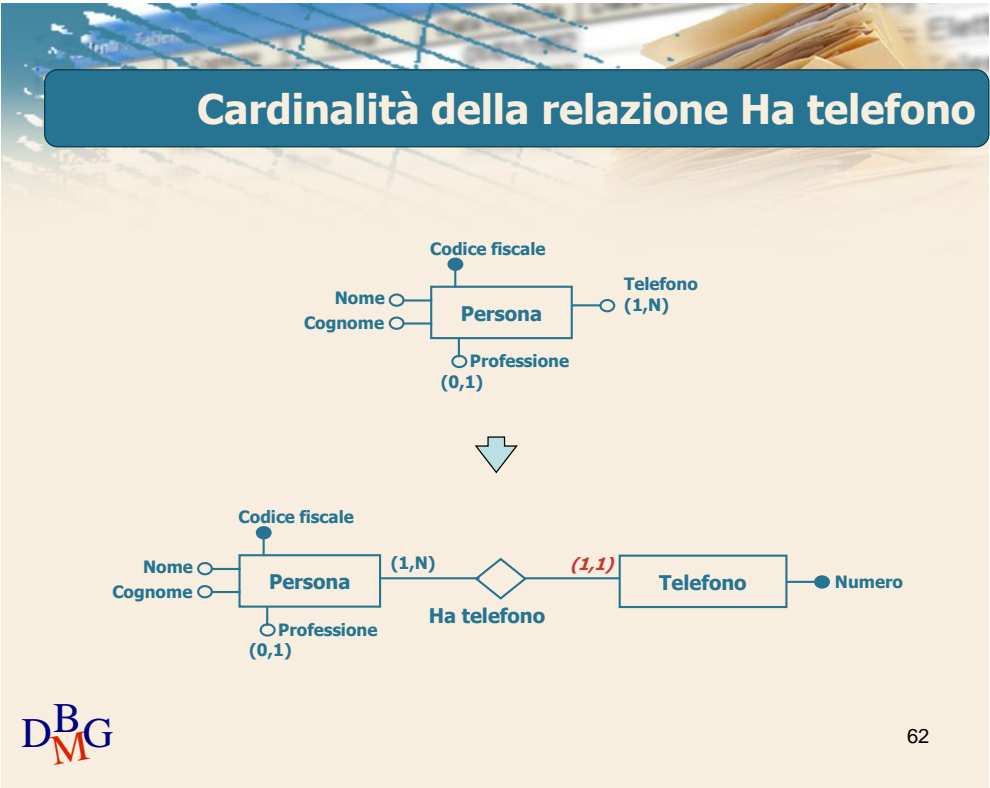 Cardinalità della relazione Ha telefono
Codice fiscale
Nome
Cognome
Persona
Telefono
(1,N)
Professione
(0,1)
Codice fiscale
Nome
Cognome
Persona
(1,N)
(1,1)
Telefono
Numero
Ha telefono
Professione
(0,1)
DBMG
62